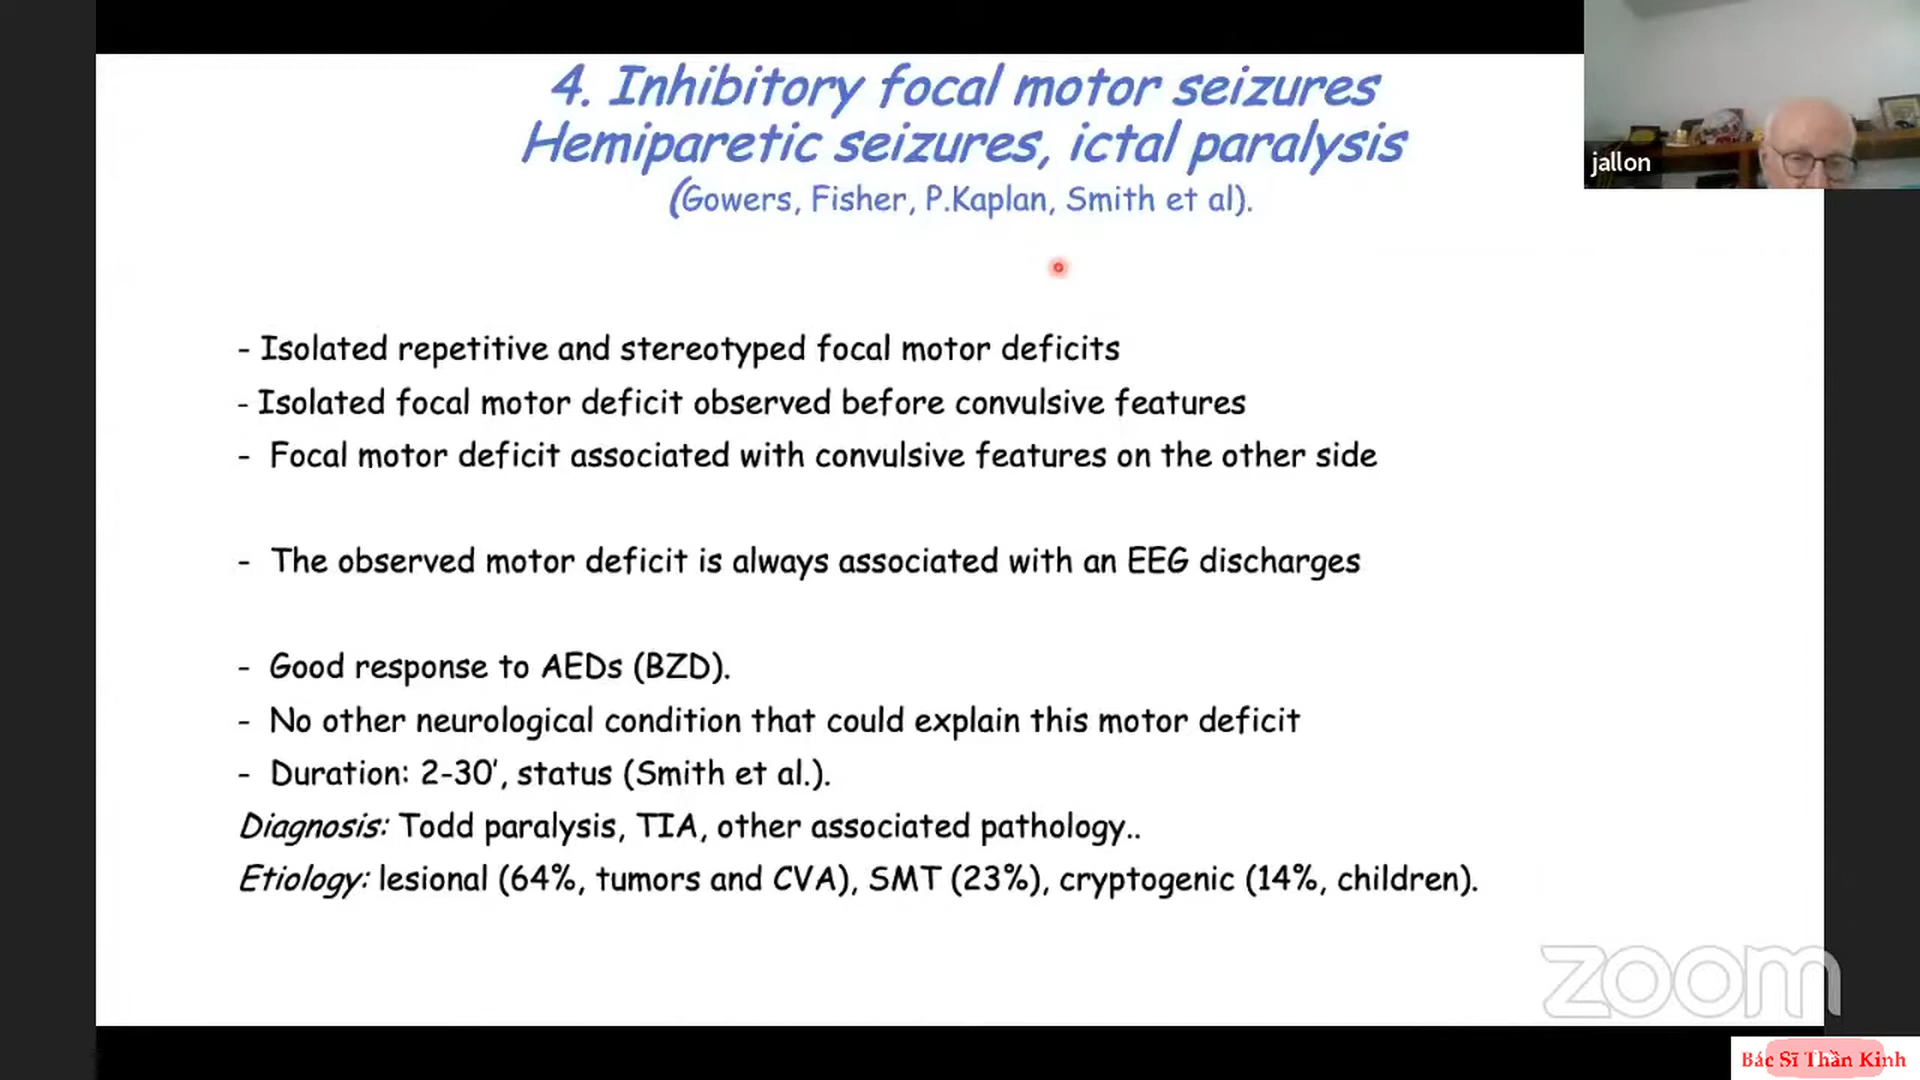 4. Inhibitory focal motor seizures
Hemiparetic seizures, ictal paralysis
(Gowers, Fisher, P.Kaplan, Smith et al).
jallon
- Isolated repetitive and stereotyped focal motor deficits
- Isolated focal motor deficit observed before convulsive features
- Focal motor deficit associated with convulsive features on the other side
- The observed motor deficit is always associated with an EEG discharges
- Good response to AEDs (BZD).
- No other neurological condition that could explain this motor deficit
- Duration: 2-30', status (Smith et al.).
Diagnosis: Todd paralysis, TIA, other associated pathology..
Etiology: lesional (64%, tumors and CVA), SMT (23%), cryptogenic (14%, children).
zoom
Bác Sĩ Thần Kinh